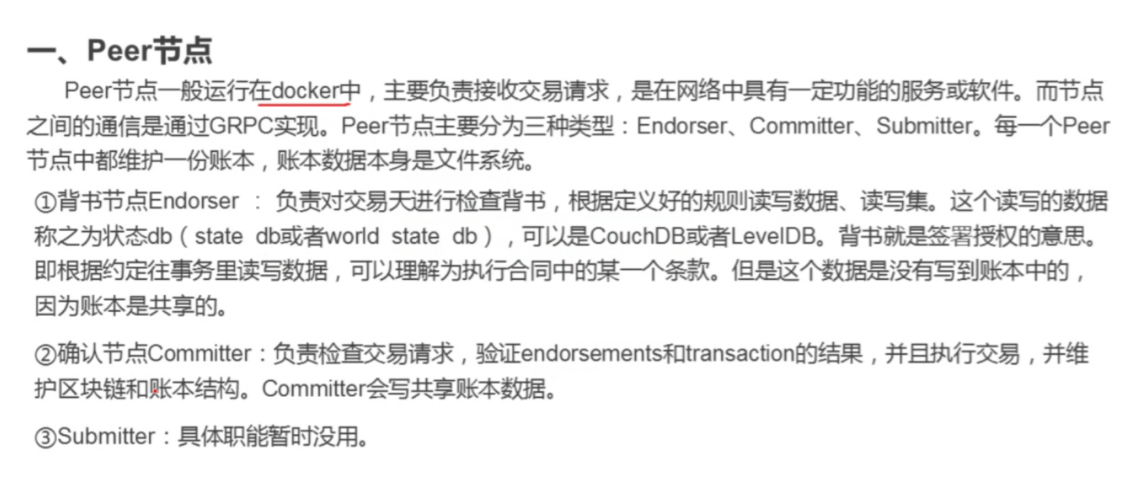 一、Peer节点
Peer节点一般运行在docker中，主要负责接收交易请求，是在网络中具有一定功能的服务或软件。而节点
之间的通信是通过GRPC实现。Peer节点主要分为三种类型：Endorser、Committer、Submitter。每一个Peer
节点中都维护一份账本，账本数据本身是文件系统。
①背书节点Endorser ： 负责对交易天进行检查背书，根据定义好的规则读写数据、读写集。这个读写的数据
称之为状态db（state db或者world state db），可以是CouchDB或者LevelDB。背书就是签署授权的意思。
即根据约定往事务里读写数据，可以理解为执行合同中的某一个条款。但是这个数据是没有写到账本中的，
因为账本是共享的。
②确认节点Committer：负责检查交易请求，验证endorsements和transaction的结果，并且执行交易，并维
护区块链和账本结构。Committer会写共享账本数据。
③Submitter：具体职能暂时没用。